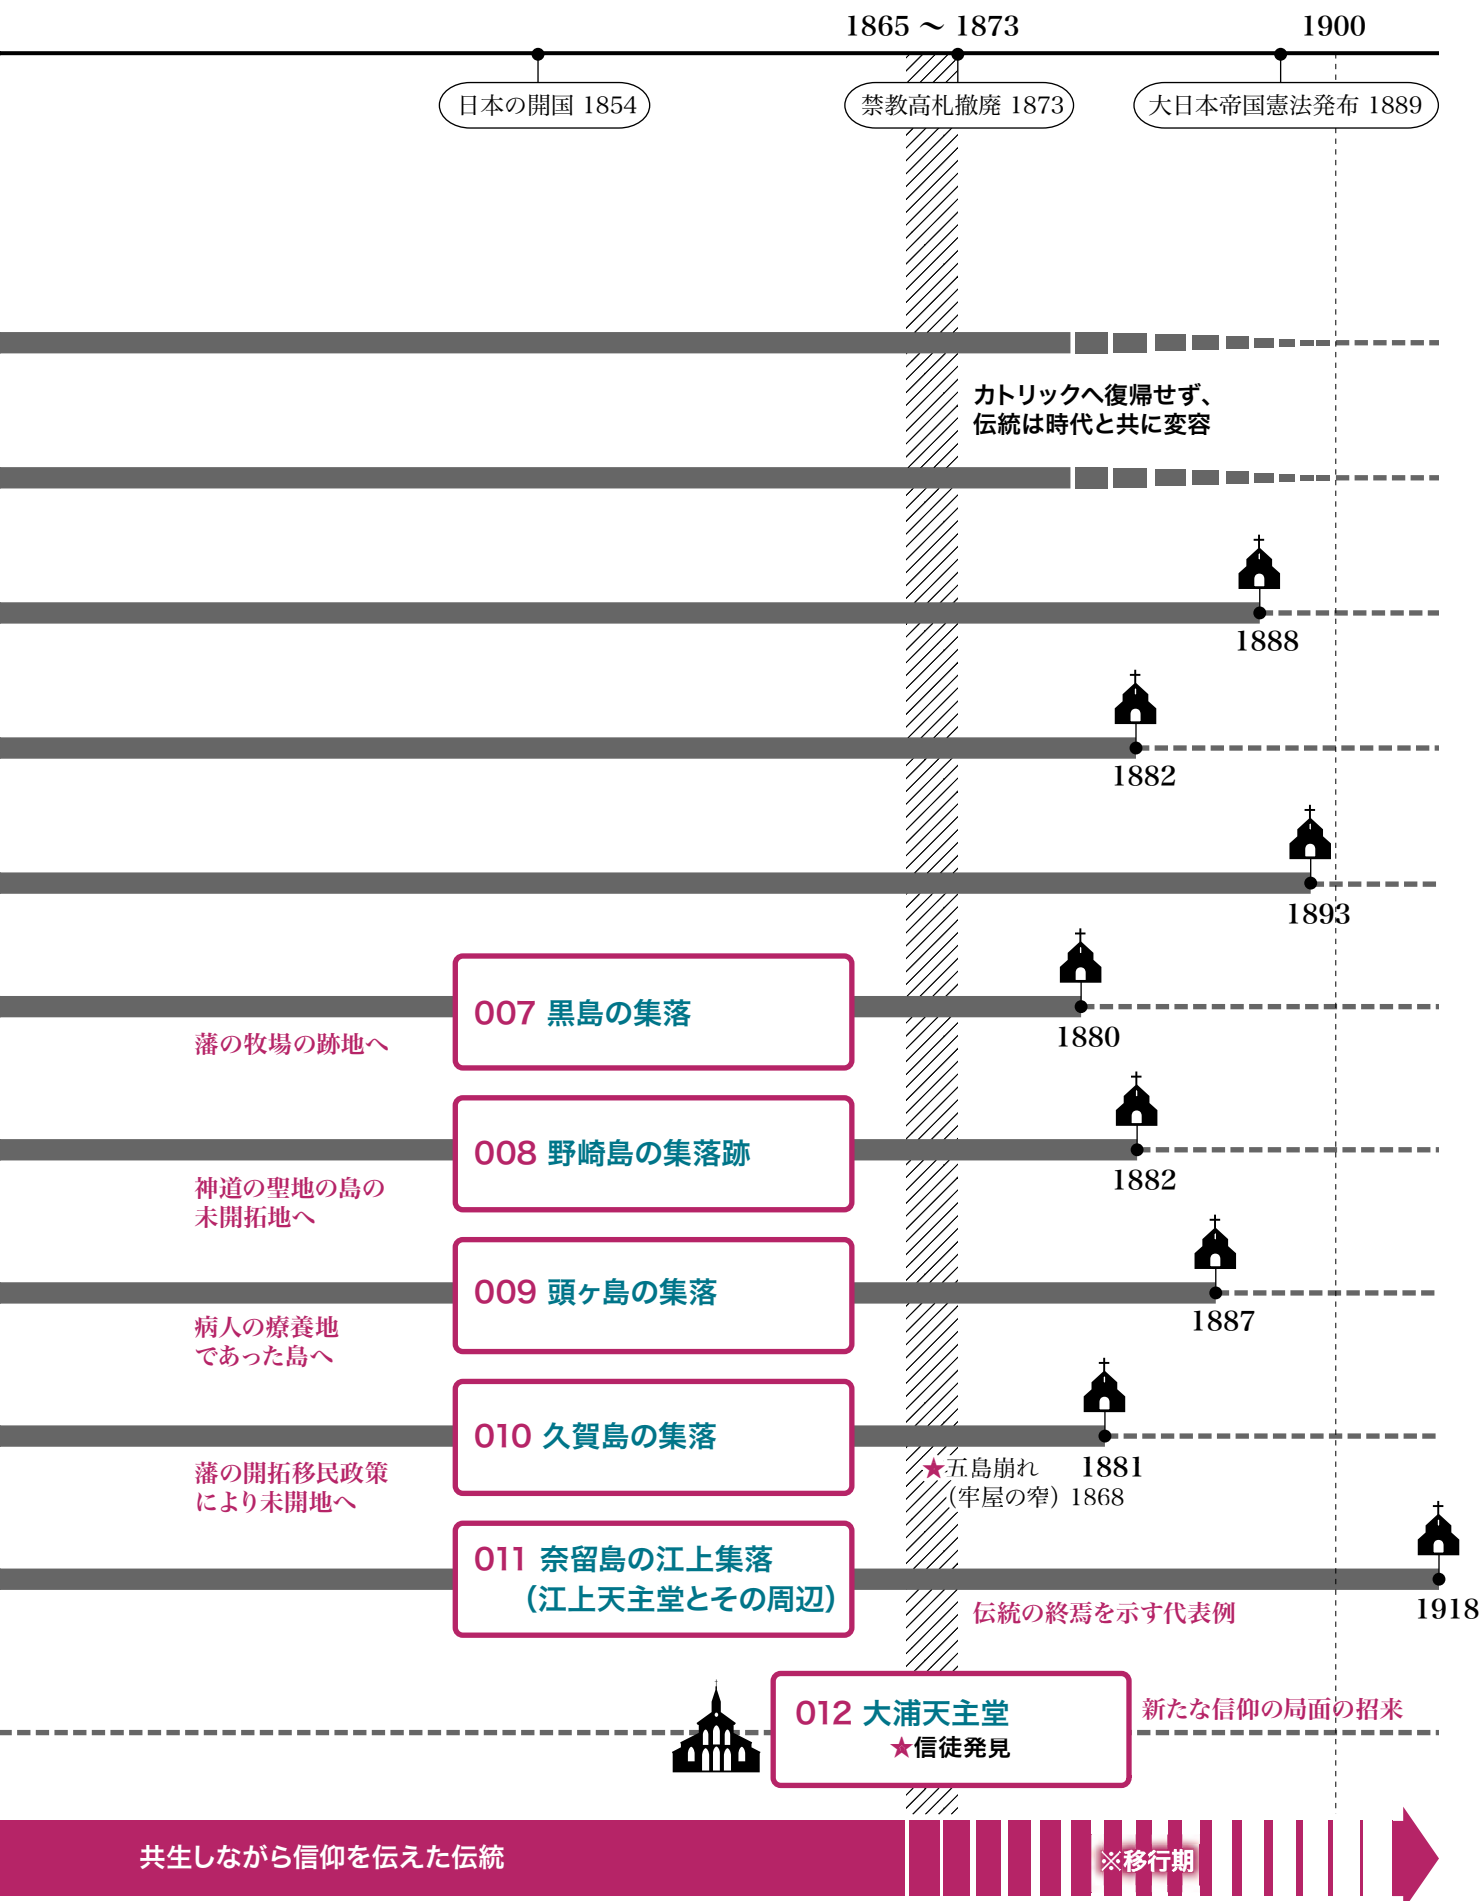 1865 ～ 1873
1900
日本の開国 1854
禁教高札撤廃 1873
大日本帝国憲法発布 1889
カトリックへ復帰せず、
伝統は時代と共に変容
1888
1882
1893
007 黒島の集落
藩の牧場の跡地へ
1880
008 野崎島の集落跡
神道の聖地の島の
未開拓地へ
1882
009 頭ヶ島の集落
病人の療養地
であった島へ
1887
010 久賀島の集落
藩の開拓移民政策
により未開地へ
★五島崩れ
（牢屋の窄）1868
1881
011 奈留島の江上集落
（江上天主堂とその周辺）
伝統の終焉を示す代表例
1918
012 大浦天主堂
★信徒発見
新たな信仰の局面の招来
共生しながら信仰を伝えた伝統
※移行期